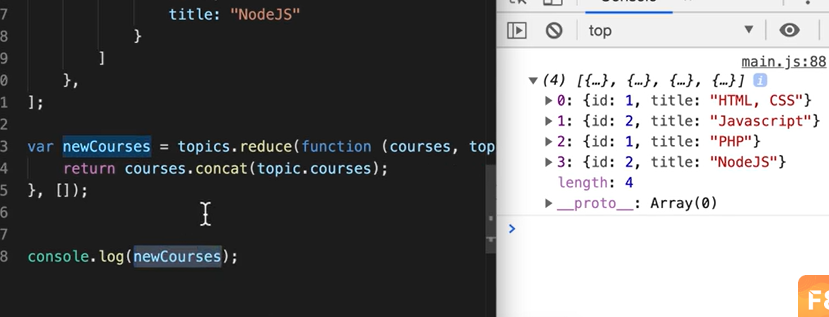 7 title: "NodeJS"
8 }
9 ]
0 },
1 ];
2
3 var newCourses = topics.reduce(function (courses, top
4 return courses.concat(topic.courses);
5 }, []);
6
7
8 console.log(newCourses);
top
main.js:88
(4) [{…}, {…}, {…}, {…}] i
0: {id: 1, title: "HTML, CSS"}
1: {id: 2, title: "Javascript"}
2: {id: 1, title: "PHP"}
3: {id: 2, title: "NodeJS"}
length: 4
__proto__: Array(0)
>
F8